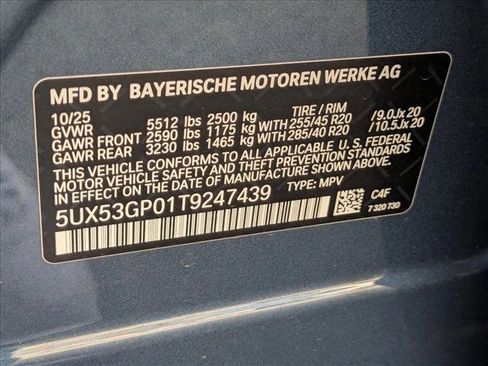 MFD BY BAYERISCHE MOTOREN WERKE AG
10/25 TIRE / RIM
GVWR 5512 lbs 2500 kg
GAWR FRONT 2590 lbs 1175 kg WITH 255/45 R20 /9.0Jx20
GAWR REAR 3230 lbs 1465 kg WITH 285/40 R20 /10.5Jx20
THIS VEHICLE CONFORMS TO ALL APPLICABLE U.S. FEDERAL
MOTOR VEHICLE SAFETY STANDARDS
IN EFFECT ON THE DATE OF MANUFACTURE SHOWN ABOVE.
5UX53GP01T9247439 TYPE: MPV
C4F
7 320 730